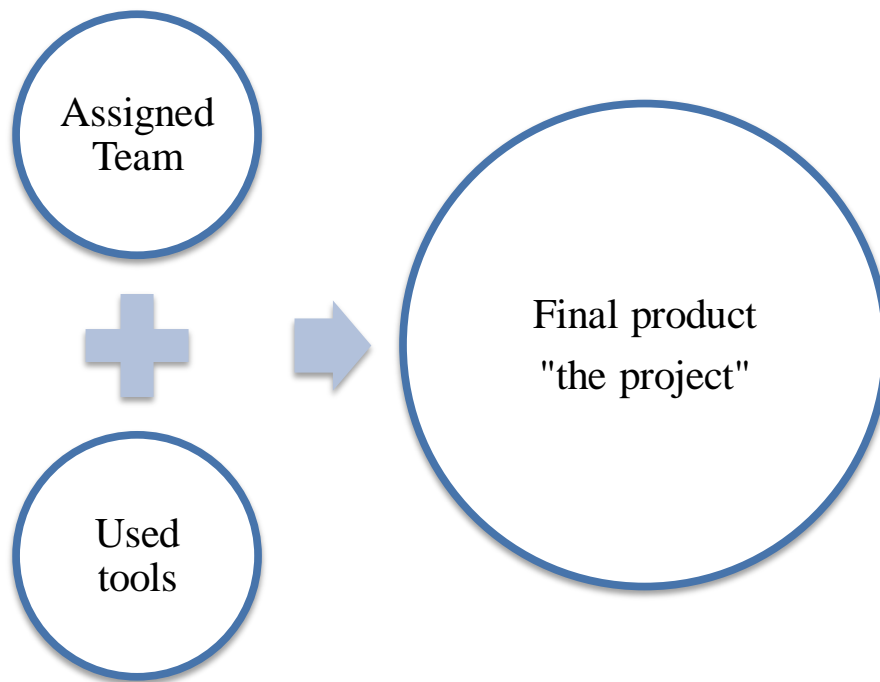 Assigned
Team
Used
tools
Final product
"the project"